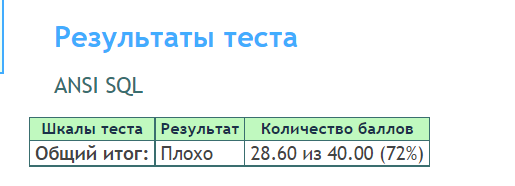 Результаты теста
ANSI SQL
Шкалы теста Результат Количество баллов
Общий итог: Плохо 28.60 из 40.00 (72%)